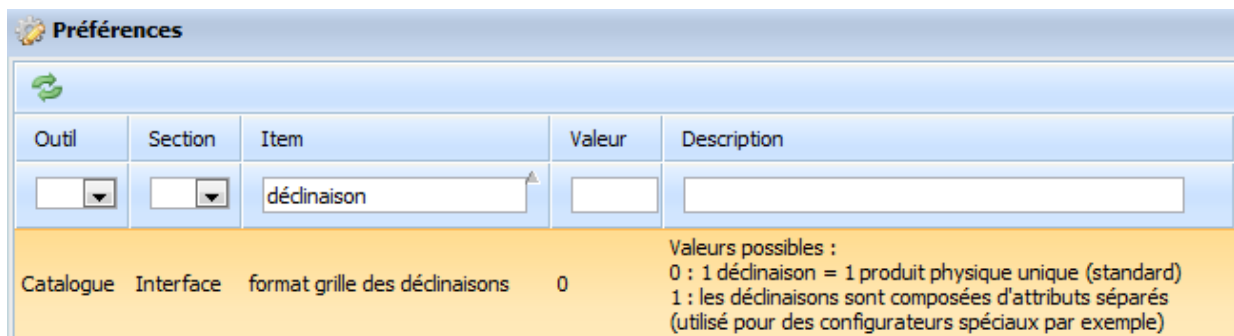 Préférences
Outil Section Item Valeur Description
déclinaison
Valeurs possibles :
0 : 1 déclinaison = 1 produit physique unique (standard)
Catalogue Interface format grille des déclinaisons 0
1 : les déclinaisons sont composées d'attributs séparés
(utilisé pour des configurateurs spéciaux par exemple)